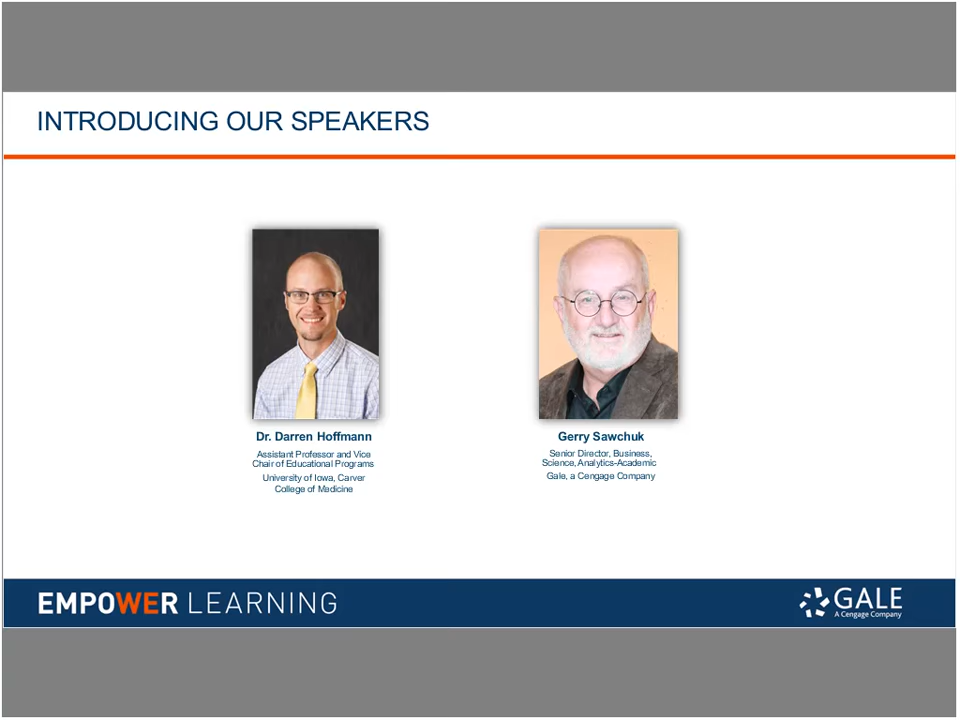 INTRODUCING OUR SPEAKERS
Dr. Darren Hoffmann
Assistant Professor and Vice
Chair of Educational Programs
University of Iowa, Carver
College of Medicine
Gerry Sawchuk
Senior Director, Business,
Science, Analytics-Academic
Gale, a Cengage Company
EMPOWER LEARNING
GALE
A Cengage Company